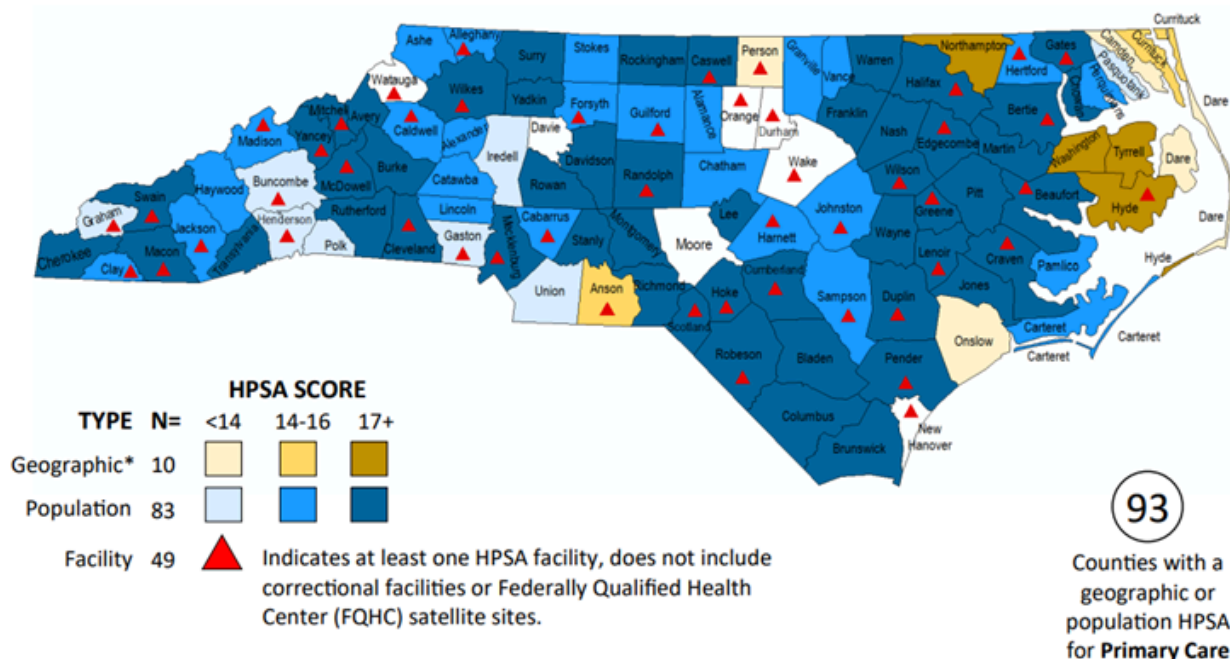 Currituck
Ashe
Alleghany
Surry
Stokes
Rockingham
Caswell
Person
Granville
Vance
Warren
Northampton
Hertford
Gates
Camden
Currituck
Pasquotank
Perquimans
Chowan
Dare
Watauga
Wilkes
Yadkin
Forsyth
Guilford
Alamance
Orange
Durham
Franklin
Halifax
Bertie
Mitchell
Avery
Caldwell
Alexander
Iredell
Davie
Davidson
Randolph
Chatham
Wake
Nash
Edgecombe
Martin
Washington
Tyrrell
Dare
Madison
Yancey
McDowell
Burke
Catawba
Rowan
Wilson
Pitt
Beaufort
Hyde
Dare
Haywood
Buncombe
Swain
Graham
Jackson
Henderson
Rutherford
Cleveland
Lincoln
Gaston
Mecklenburg
Cabarrus
Stanly
Montgomery
Moore
Lee
Harnett
Johnston
Wayne
Greene
Lenoir
Craven
Pamlico
Hyde
Cherokee
Clay
Macon
Transylvania
Polk
Union
Anson
Richmond
Scotland
Hoke
Cumberland
Sampson
Duplin
Jones
Onslow
Carteret
Carteret
Carteret
Robeson
Bladen
Pender
Columbus
Brunswick
New
Hanover
HPSA SCORE
TYPE N= <14 14-16 17+
Geographic* 10
Population 83
Facility 49
Indicates at least one HPSA facility, does not include
correctional facilities or Federally Qualified Health
Center (FQHC) satellite sites.
93
Counties with a
geographic or
population HPSA
for Primary Care